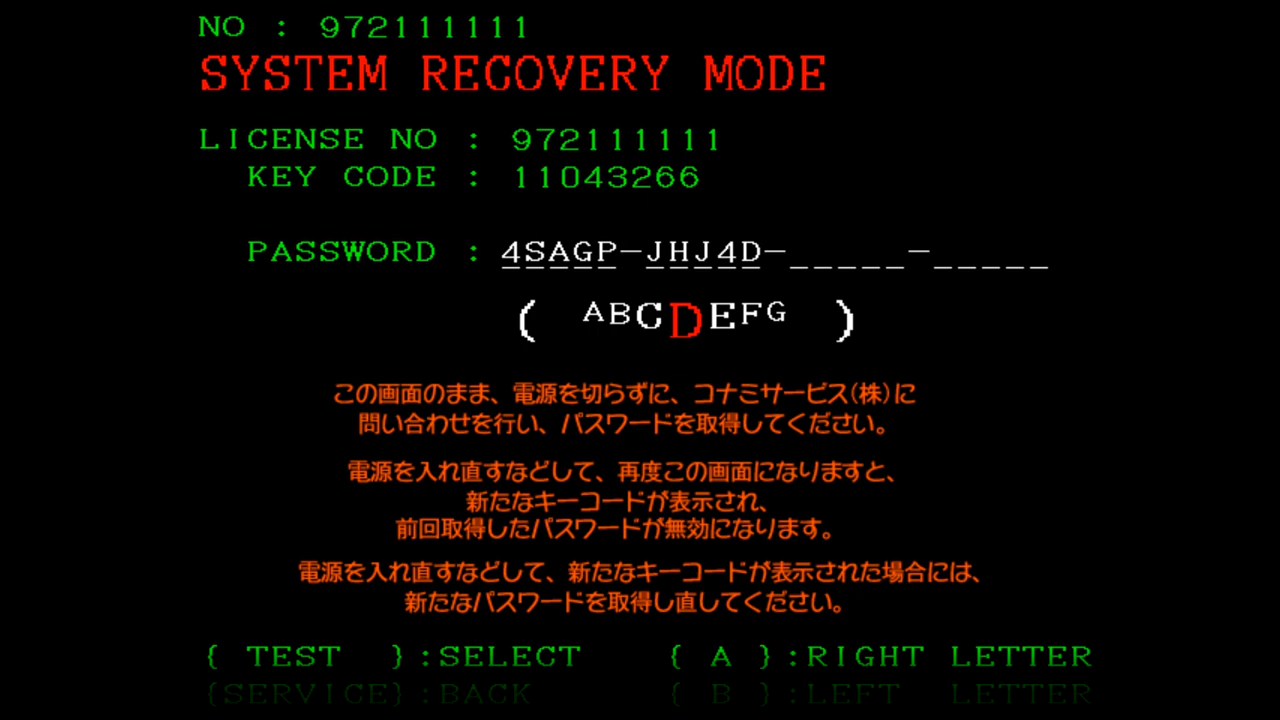 NO : 972111111
SYSTEM RECOVERY MODE
LICENSE NO : 972111111
KEY CODE : 11043266
PASSWORD : 4SAGP-JHJ4D-_____-_____
( ABCDEFG )
この画面のまま、電源を切らずに、コナミサービス(株)に
問い合わせを行い、パスワードを取得してください。
電源を入れ直すなどして、再度この画面になりますと、
新たなキーコードが表示され、
前回取得したパスワードが無効になります。
電源を入れ直すなどして、新たなキーコードが表示された場合には、
新たなパスワードを取得し直してください。
{ TEST }:SELECT { A }:RIGHT LETTER
{SERVICE}:BACK { B }:LEFT LETTER